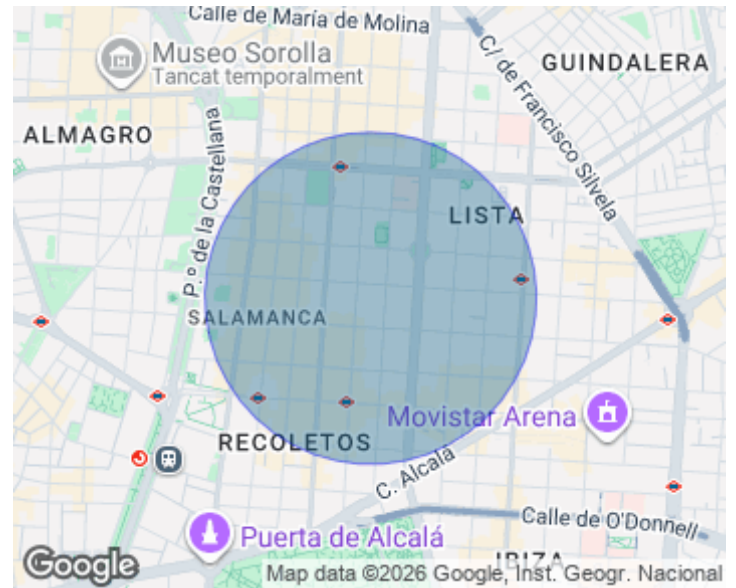 Calle de María de Molina
Museo Sorolla
Tancat temporalment
GUINDALERA
C/ de Francisco Silvela
ALMAGRO
P.º de la Castellana
LISTA
SALAMANCA
Movistar Arena
RECOLETOS
C. Alcalá
Calle de O'Donnell
Puerta de Alcalá
IBIZA
Google
Map data ©2026 Google, Inst. Geogr. Nacional